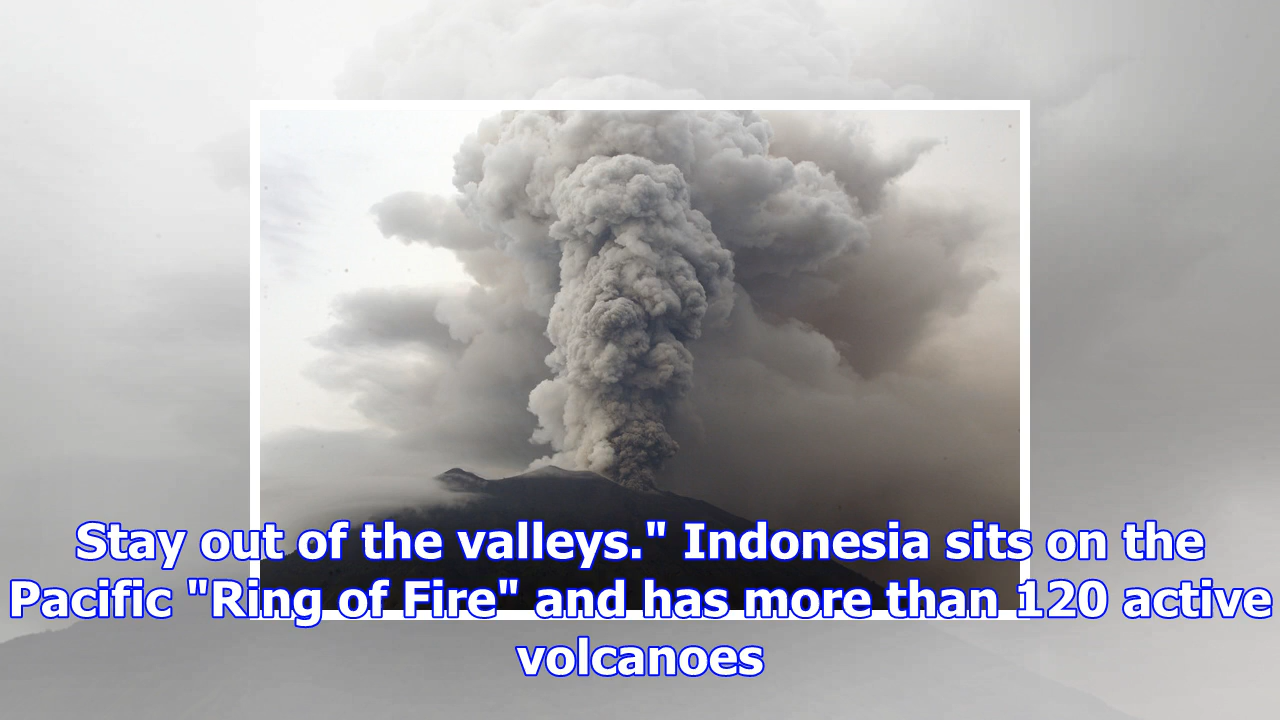 Stay out of the valleys." Indonesia sits on the
Pacific "Ring of Fire" and has more than 120 active
volcanoes